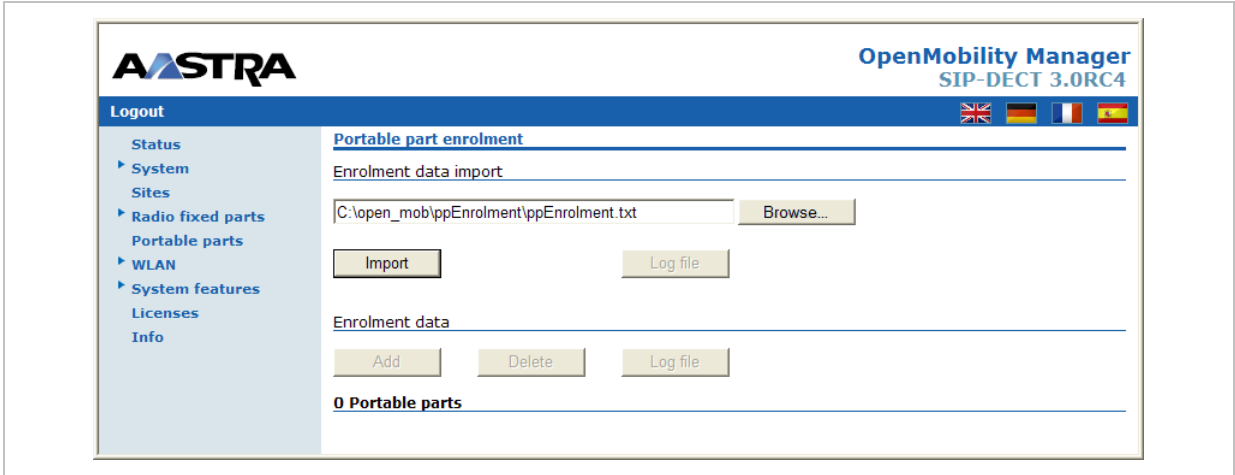 AASTRA
OpenMobility Manager
SIP-DECT 3.0RC4
Logout
Status
System
Sites
Radio fixed parts
Portable parts
WLAN
System features
Licenses
Info
Portable part enrolment
Enrolment data import
C:\open_mob\ppEnrolment\ppEnrolment.txt Browse...
Import Log file
Enrolment data
Add Delete Log file
0 Portable parts